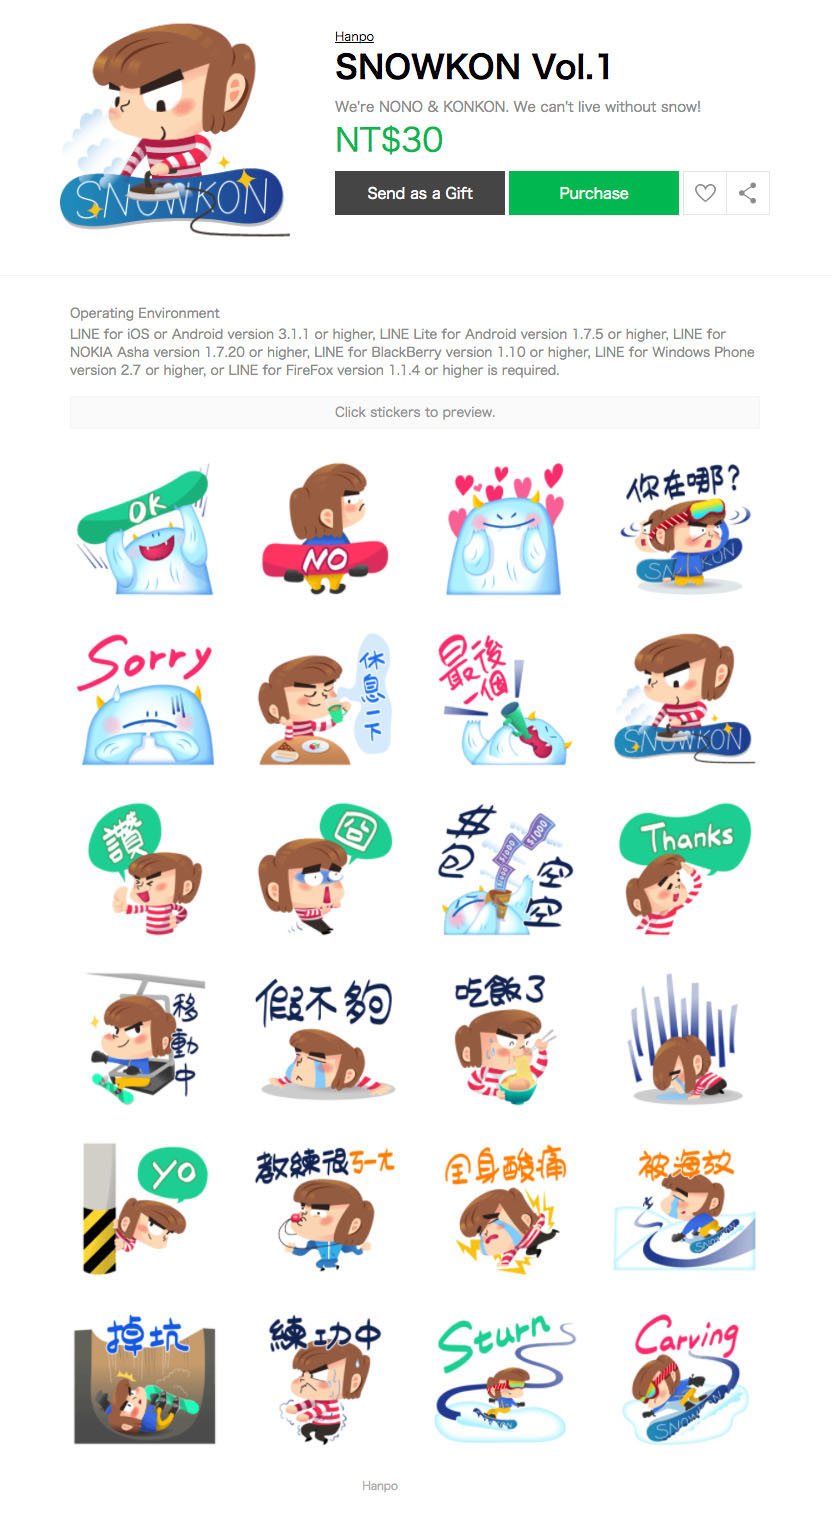 Hanpo
SNOWKON Vol.1
We're NONO & KONKON. We can't live without snow!
NT$30
Send as a Gift
Purchase
SNOWKON
Operating Environment
LINE for iOS or Android version 3.1.1 or higher, LINE Lite for Android version 1.7.5 or higher, LINE for
NOKIA Asha version 1.7.20 or higher, LINE for BlackBerry version 1.10 or higher, LINE for Windows Phone
version 2.7 or higher, or LINE for FireFox version 1.1.4 or higher is required.
Click stickers to preview.
OK
NO
你在哪?
SNOWKON
Sorry
休息一下
最後
一個
SNOWKON
讚
囧
$包
空空
$1000
$1000
$1000
Thanks
移動中
假不夠
吃飯了
YO
教練很ㄎㄧㄤ
全身酸痛
被海放
掉坑
練功中
Sturn
Carving
SNOWKON
Hanpo